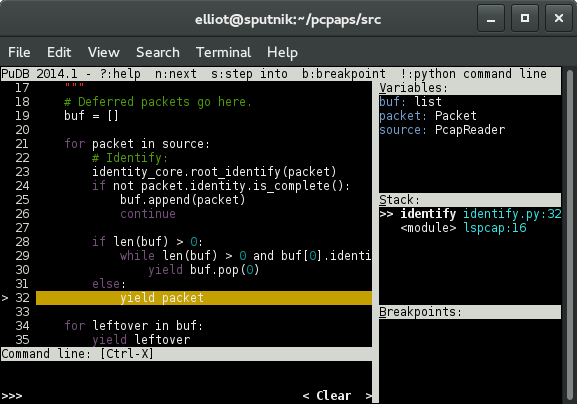 elliot@sputnik:~/pcpaps/src
File Edit View Search Terminal Help
PuDB 2014.1 - ?:help n:next s:step into b:breakpoint !:python command line
17 """
18 # Deferred packets go here.
19 buf = []
20
21 for packet in source:
22 # Identify:
23 identity_core.root_identify(packet)
24 if not packet.identity.is_complete():
25 buf.append(packet)
26 continue
27
28 if len(buf) > 0:
29 while len(buf) > 0 and buf[0].identi
30 yield buf.pop(0)
31 else:
> 32 yield packet
33
34 for leftover in buf:
35 yield leftover
Command line: [Ctrl-X]
>>> < Clear >
Variables:
buf: list
packet: Packet
source: PcapReader
Stack:
>> identify identify.py:32
<module> lspcap:16
Breakpoints: